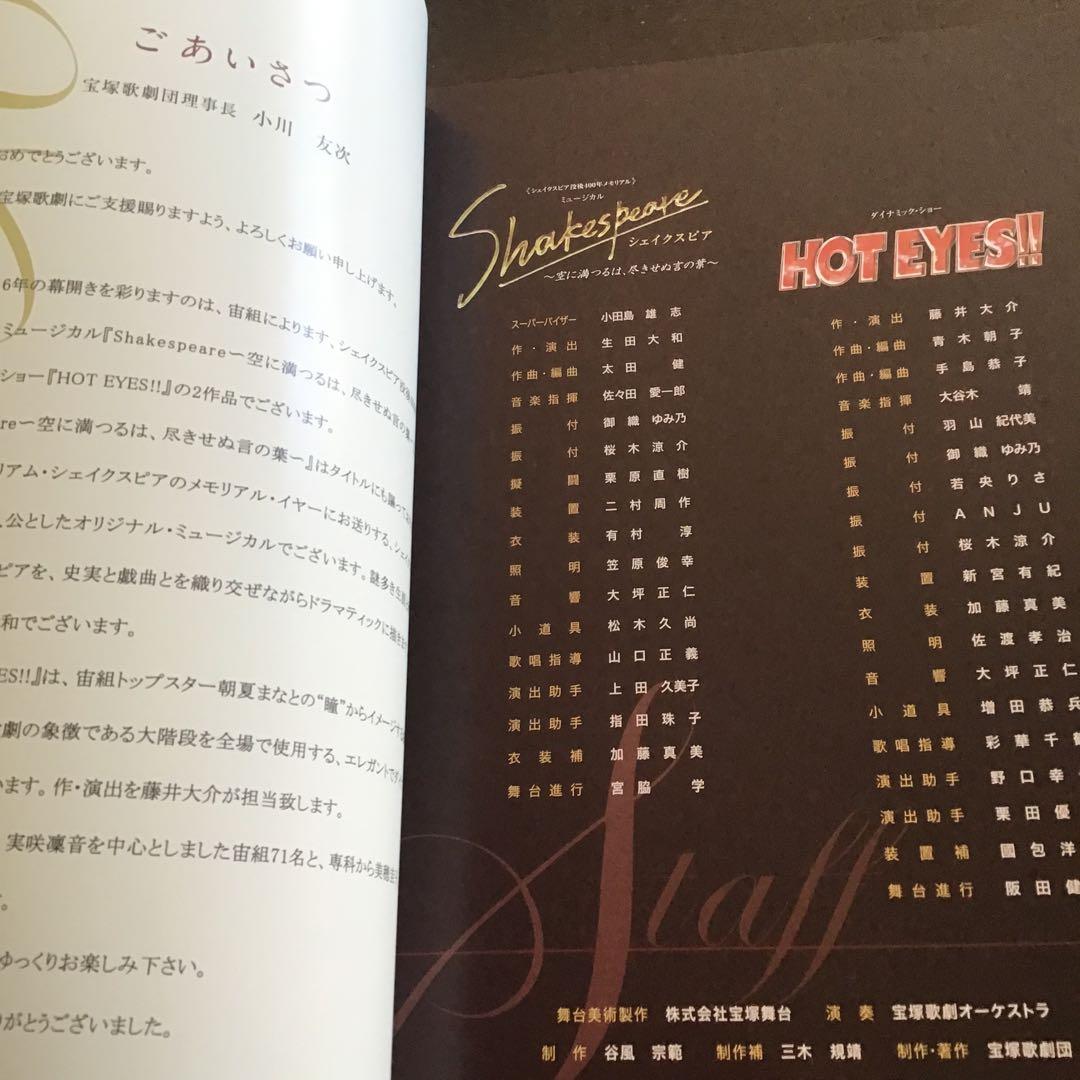 ごあいさつ
宝塚歌劇団理事長 小川 友次
おめでとうございます。
宝塚歌劇にご支援賜りますよう、よろしくお願い申し上げます。
6年の幕開きを彩りますのは、宙組によります、シェイクスピア没後
ミュージカル『Shakespeare〜空に満つるは、尽きせぬ言の葉〜
ショー『HOT EYES!!』の2作品でございます。
are〜空に満つるは、尽きせぬ言の葉〜』はタイトルにも謳って
リアム・シェイクスピアのメモリアル・イヤーにお送りする、シェイ
公としたオリジナル・ミュージカルでございます。謎多き生
ピアを、史実と戯曲とを織り交ぜながらドラマティックに描き
和でございます。
ES!!』は、宙組トップスター朝夏まなとの“瞳”からイメージ
劇の象徴である大階段を全場で使用する、エレガントでダ
います。作・演出を藤井大介が担当致します。
実咲凜音を中心としました宙組71名と、専科から美穂
す。
ゆっくりお楽しみ下さい。
りがとうございました。
《シェイクスピア没後400年メモリアル》
ミュージカル
Shakespeare
シェイクスピア
〜空に満つるは、尽きせぬ言の葉〜
スーパーバイザー 小田島 雄志
作・演出 生田大和
作曲・編曲 太田 健
音楽指揮 佐々田 愛一郎
振付 御織 ゆみ乃
振付 桜木涼介
擬闘 栗原直樹
装置 二村周作
衣装 有村 淳
照明 笠原俊幸
音響 大坪正仁
小道具 松木久尚
歌唱指導 山口正義
演出助手 上田 久美子
演出助手 指田珠子
衣装補 加藤真美
舞台進行 宮脇 学
ダイナミック・ショー
HOT EYES!!
作・演出 藤井大介
作曲・編曲 青木朝子
作曲・編曲 手島恭子
音楽指揮 大谷木 靖
振付 羽山 紀代美
振付 御織 ゆみ乃
振付 若央りさ
振付 ANJU
振付 桜木涼介
装置 新宮有紀
衣装 加藤真美
照明 佐渡孝治
音響 大坪正仁
小道具 増田恭兵
歌唱指導 彩華千鶴
演出助手 野口幸
演出助手 栗田優
装置補 國包洋
舞台進行 阪田健
Staff
舞台美術製作 株式会社宝塚舞台 演奏 宝塚歌劇オーケストラ
制作 谷風 宗範 制作補 三木 規靖 制作・著作 宝塚歌劇団